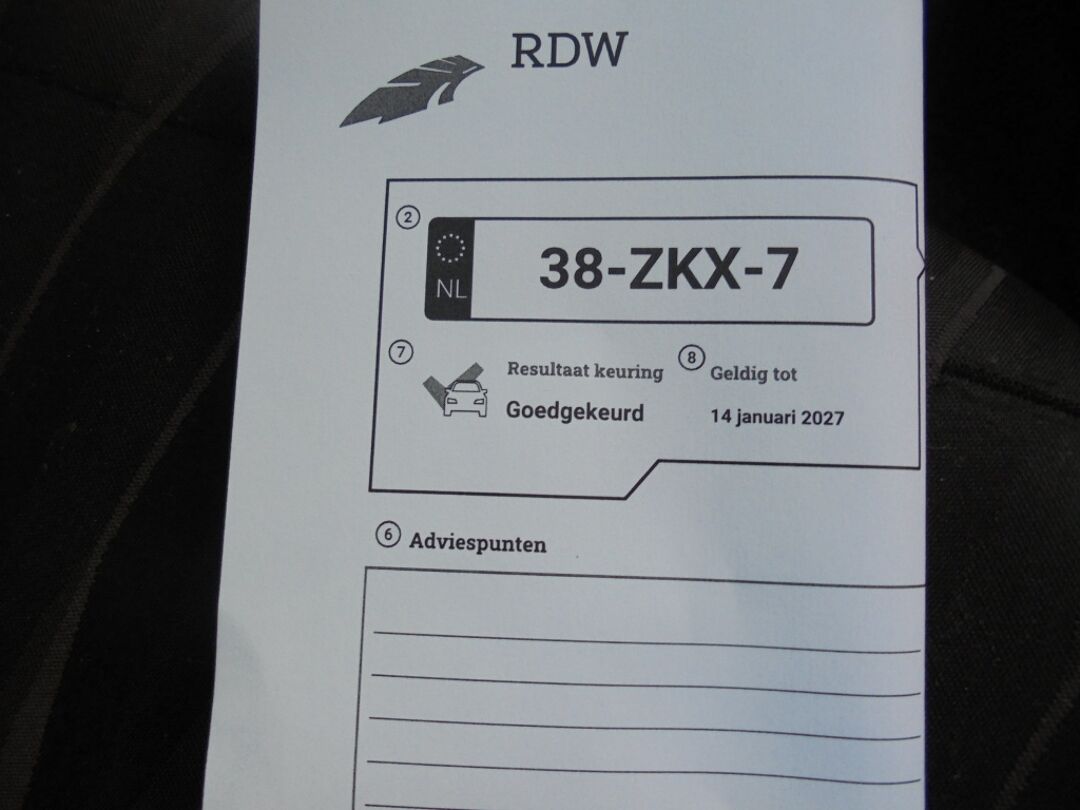 RDW
2
NL
38-ZKX-7
7
Resultaat keuring
8
Geldig tot
Goedgekeurd
14 januari 2027
6 Adviespunten